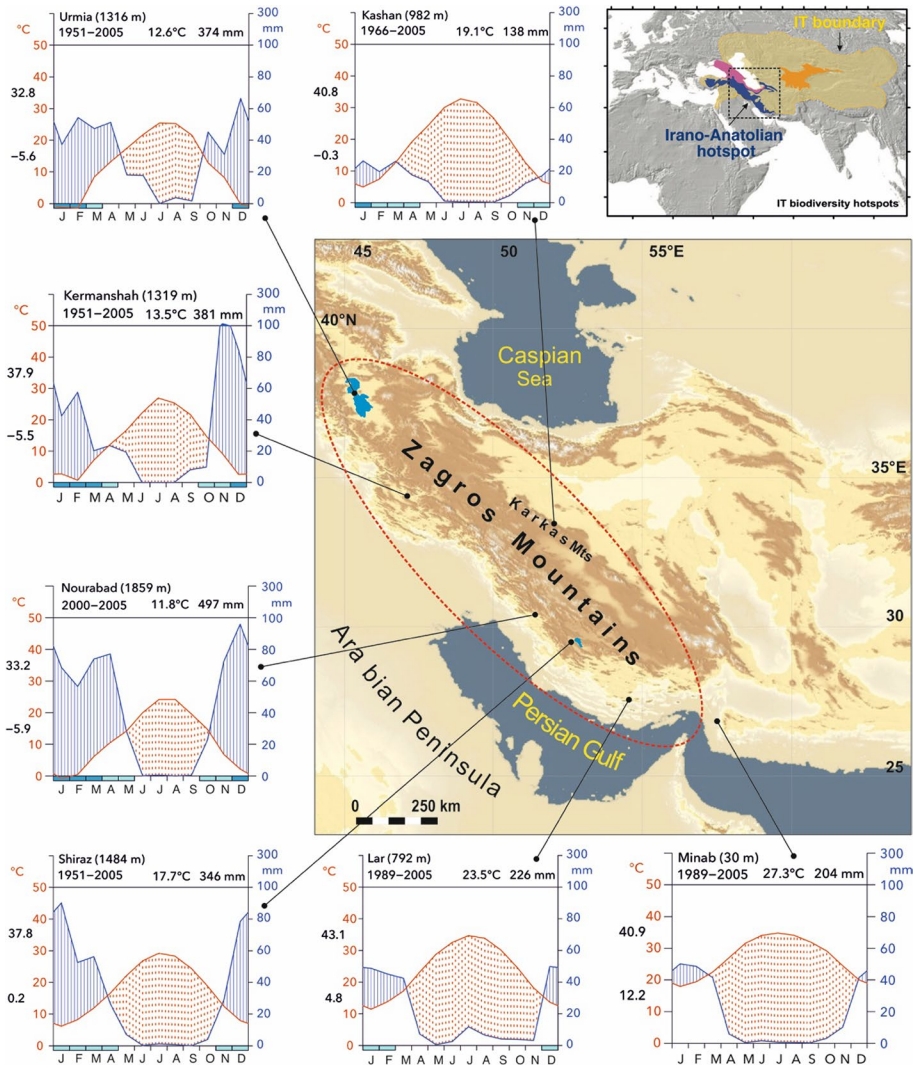 Urmia (1316 m)
°C
1951–2005 12.6°C 374 mm
300
mm
50
100
40
80
32.8
30
60
20
40
−5.6
10
20
0
0
J F M A M J J A S O N D
Kashan (982 m)
°C
1966–2005 19.1°C 138 mm
300
mm
50
100
40
80
40.8
30
60
20
40
−0.3
10
20
0
0
J F M A M J J A S O N D
IT boundary
Irano-Anatolian
hotspot
IT biodiversity hotspots
Kermanshah (1319 m)
°C
1951–2005 13.5°C 381 mm
300
mm
50
100
40
80
37.9
30
60
20
40
−5.5
10
20
0
0
J F M A M J J A S O N D
Nourabad (1859 m)
°C
2000–2005 11.8°C 497 mm
300
mm
50
100
40
80
33.2
30
60
20
40
−5.9
10
20
0
0
J F M A M J J A S O N D
45 50 55°E
40°N
Caspian
Sea
35°E
Zagros Mountains
Karkas Mts
30
Ara bian Peninsula
Persian Gulf
25
0 250 km
Shiraz (1484 m)
°C
1951–2005 17.7°C 346 mm
300
mm
50
100
40
80
37.8
30
60
20
40
0.2
10
20
0
0
J F M A M J J A S O N D
Lar (792 m)
°C
1989–2005 23.5°C 226 mm
300
mm
50
100
40
80
43.1
30
60
20
40
4.8
10
20
0
0
J F M A M J J A S O N D
Minab (30 m)
°C
1989–2005 27.3°C 204 mm
300
mm
50
100
40
80
40.9
30
60
20
40
12.2
10
20
0
0
J F M A M J J A S O N D